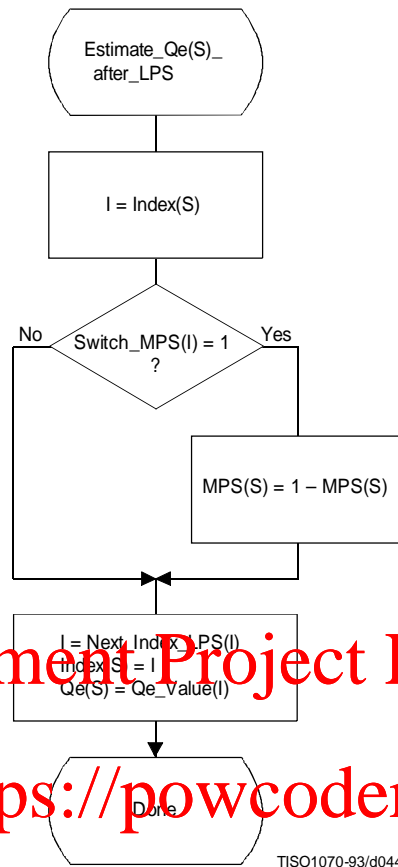 Estimate_Qe(S)_
after_LPS
I = Index(S)
Switch_MPS(I) = 1
?
No
Yes
MPS(S) = 1 – MPS(S)
I = Next_Index_LPS(I)
Index(S) = I
Qe(S) = Qe_Value(I)
ment Project
Done
ps://powcoder
TISO1070-93/d044